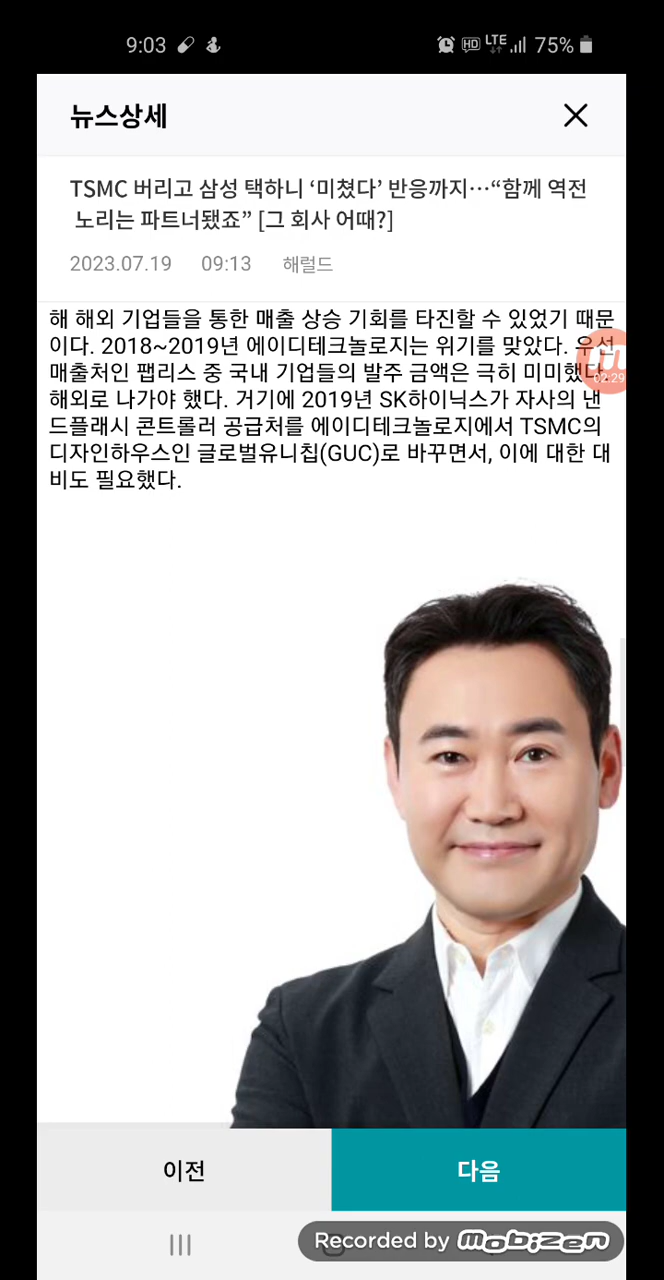 9:03
HD LTE 75%
뉴스상세
TSMC 버리고 삼성 택하니 ‘미쳤다’ 반응까지…“함께 역전
노리는 파트너됐죠” [그 회사 어때?]
2023.07.19 09:13 해럴드
해 해외 기업들을 통한 매출 상승 기회를 타진할 수 있었기 때문
이다. 2018~2019년 에이디테크놀로지는 위기를 맞았다. 우선
매출처인 팹리스 중 국내 기업들의 발주 금액은 극히 미미했다.
해외로 나가야 했다. 거기에 2019년 SK하이닉스가 자사의 낸
드플래시 콘트롤러 공급처를 에이디테크놀로지에서 TSMC의
디자인하우스인 글로벌유니칩(GUC)로 바꾸면서, 이에 대한 대
비도 필요했다.
m
02:29
이전
다음
Recorded by mobizen